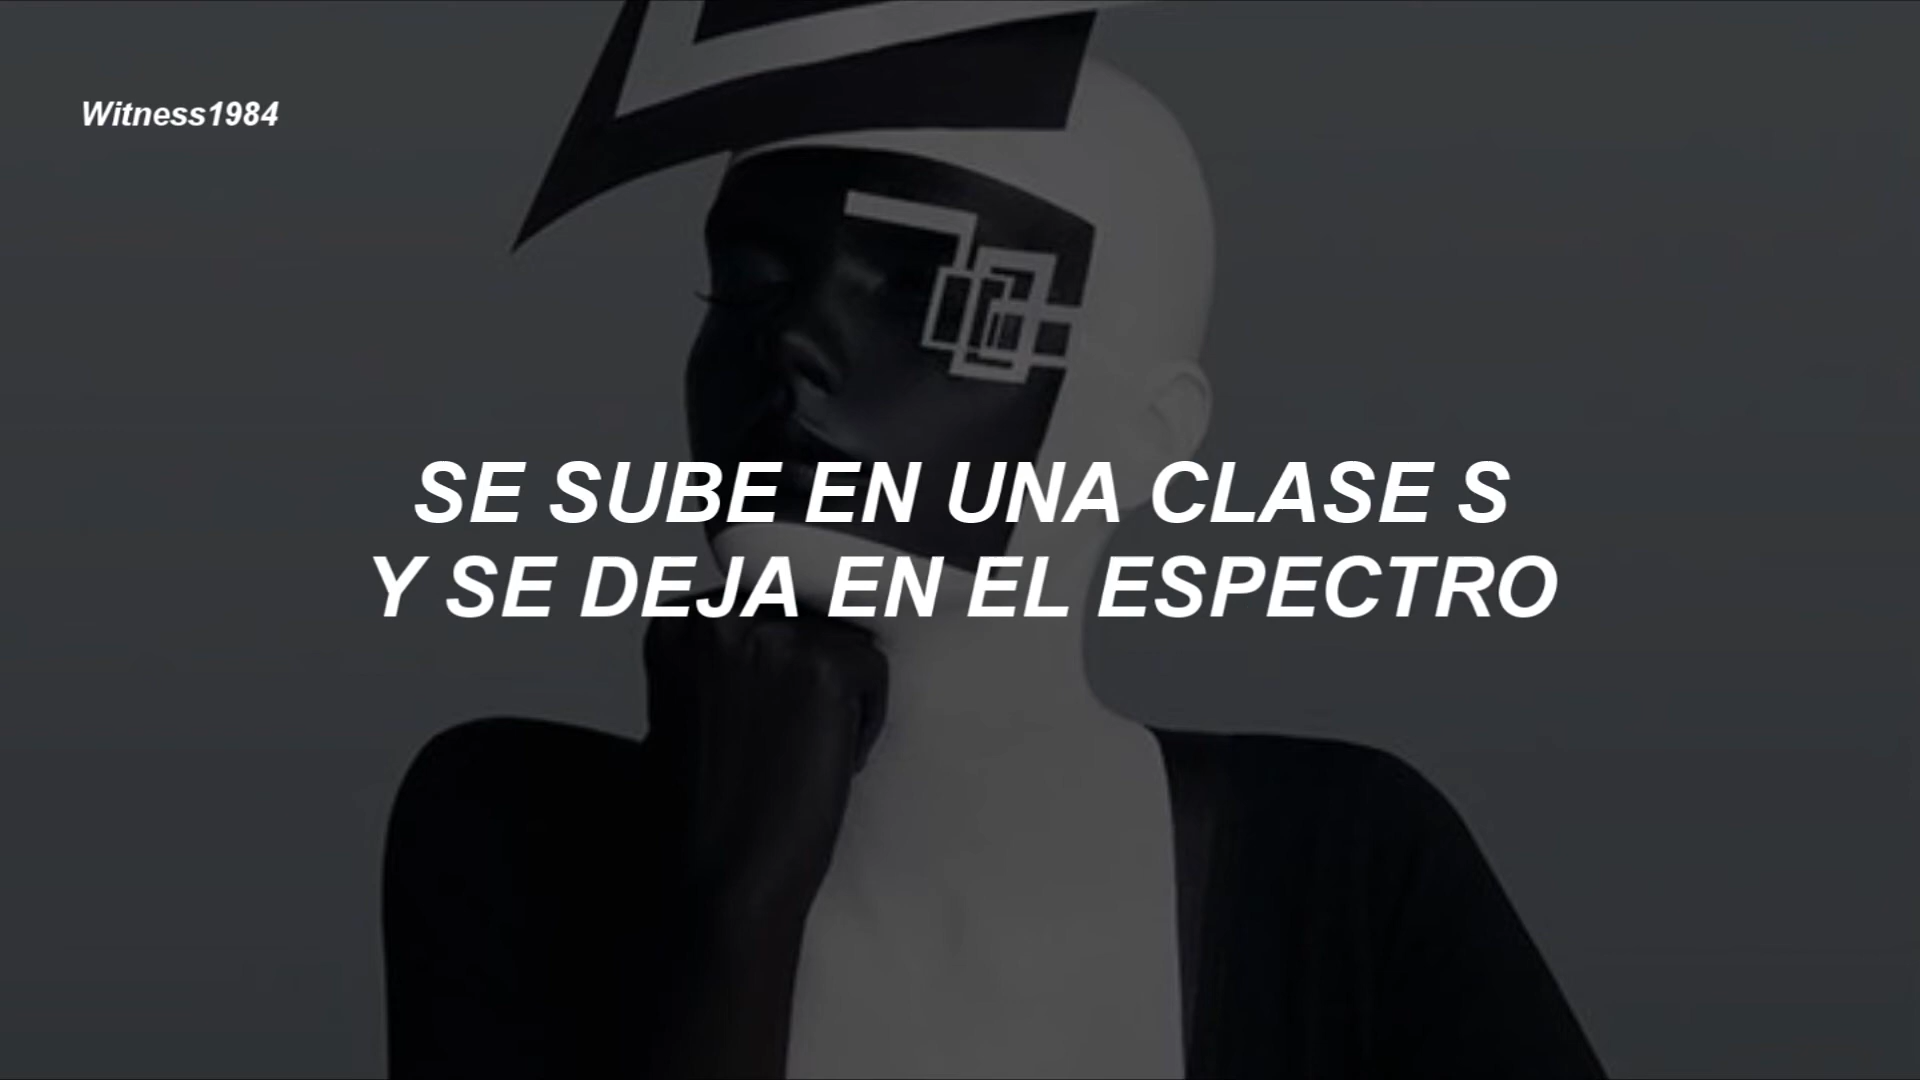 Witness1984
SE SUBE EN UNA CLASE S
Y SE DEJA EN EL ESPECTRO